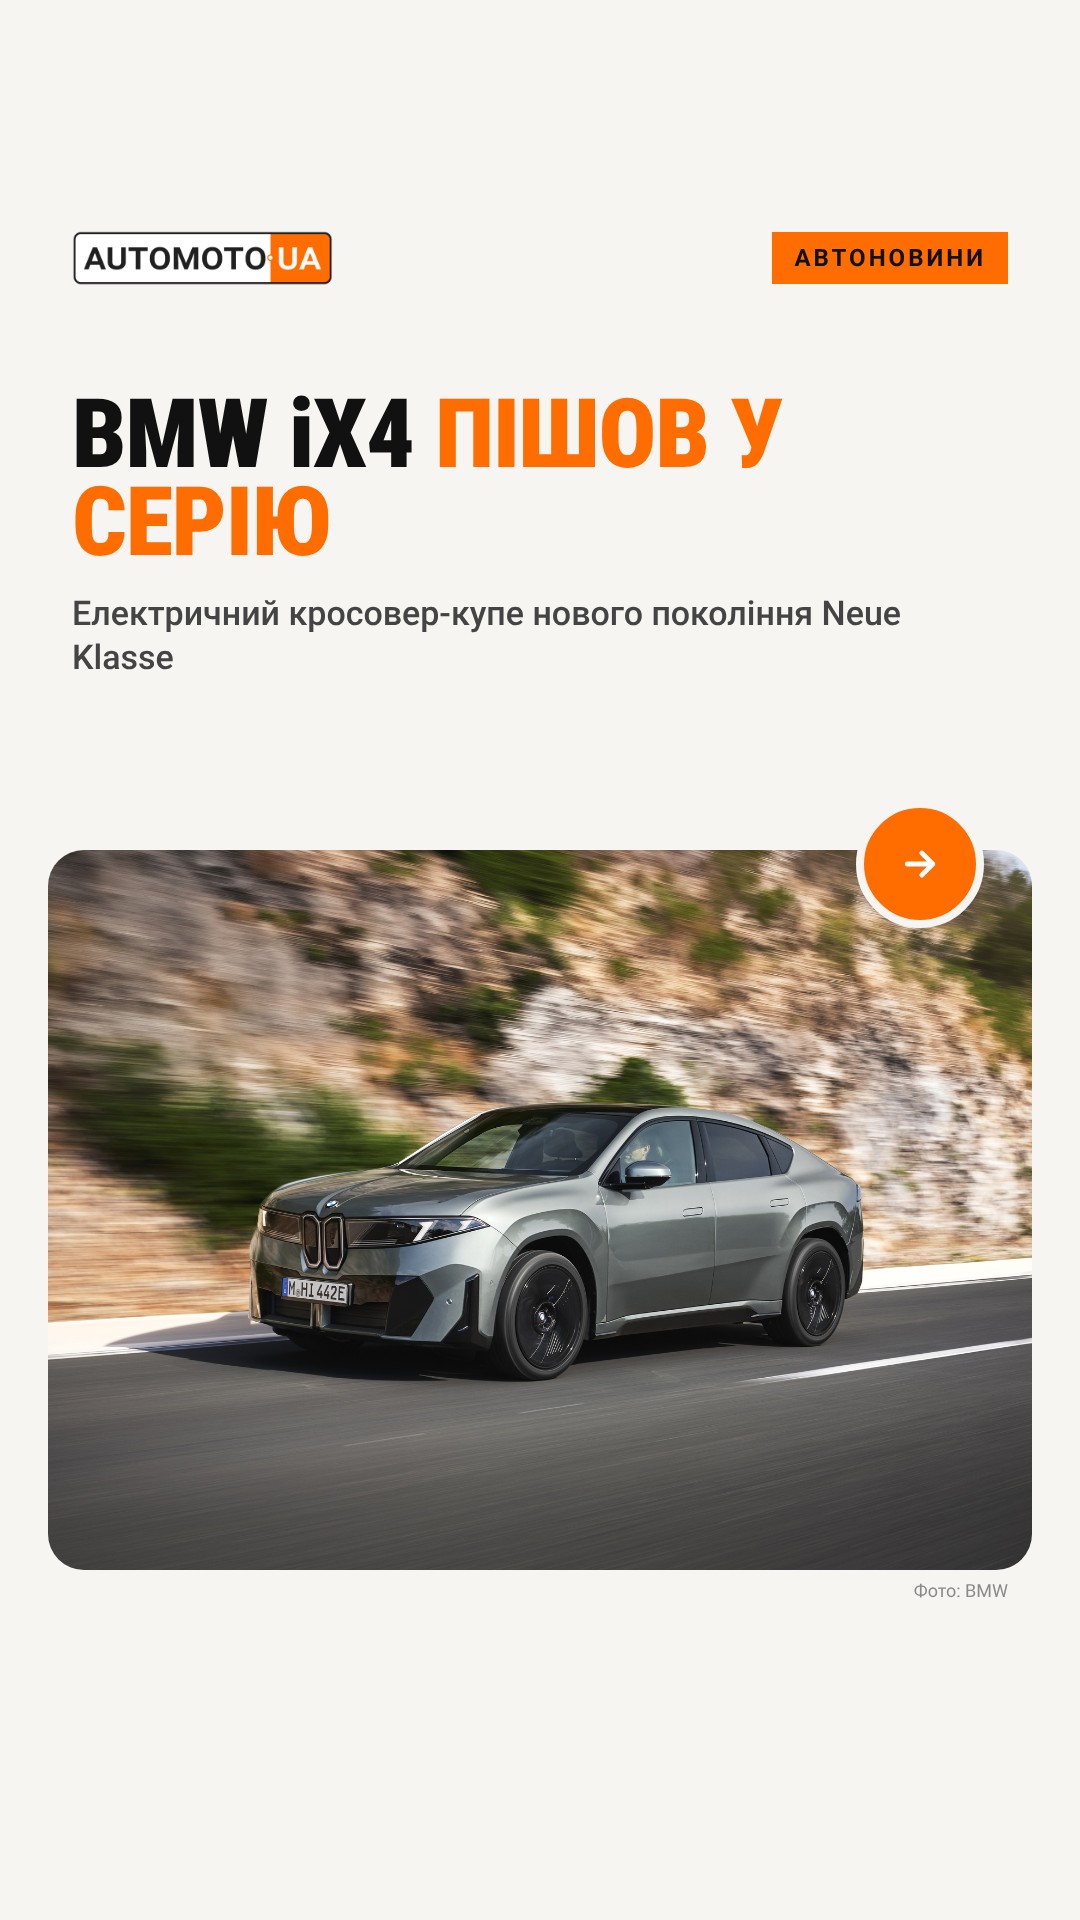 AUTOMOTO UA
АВТОНОВИНИ
BMW iX4 ПІШОВ У
СЕРІЮ
Електричний кросовер-купе нового покоління Neue
Klasse
M HI 442E
Фото: BMW